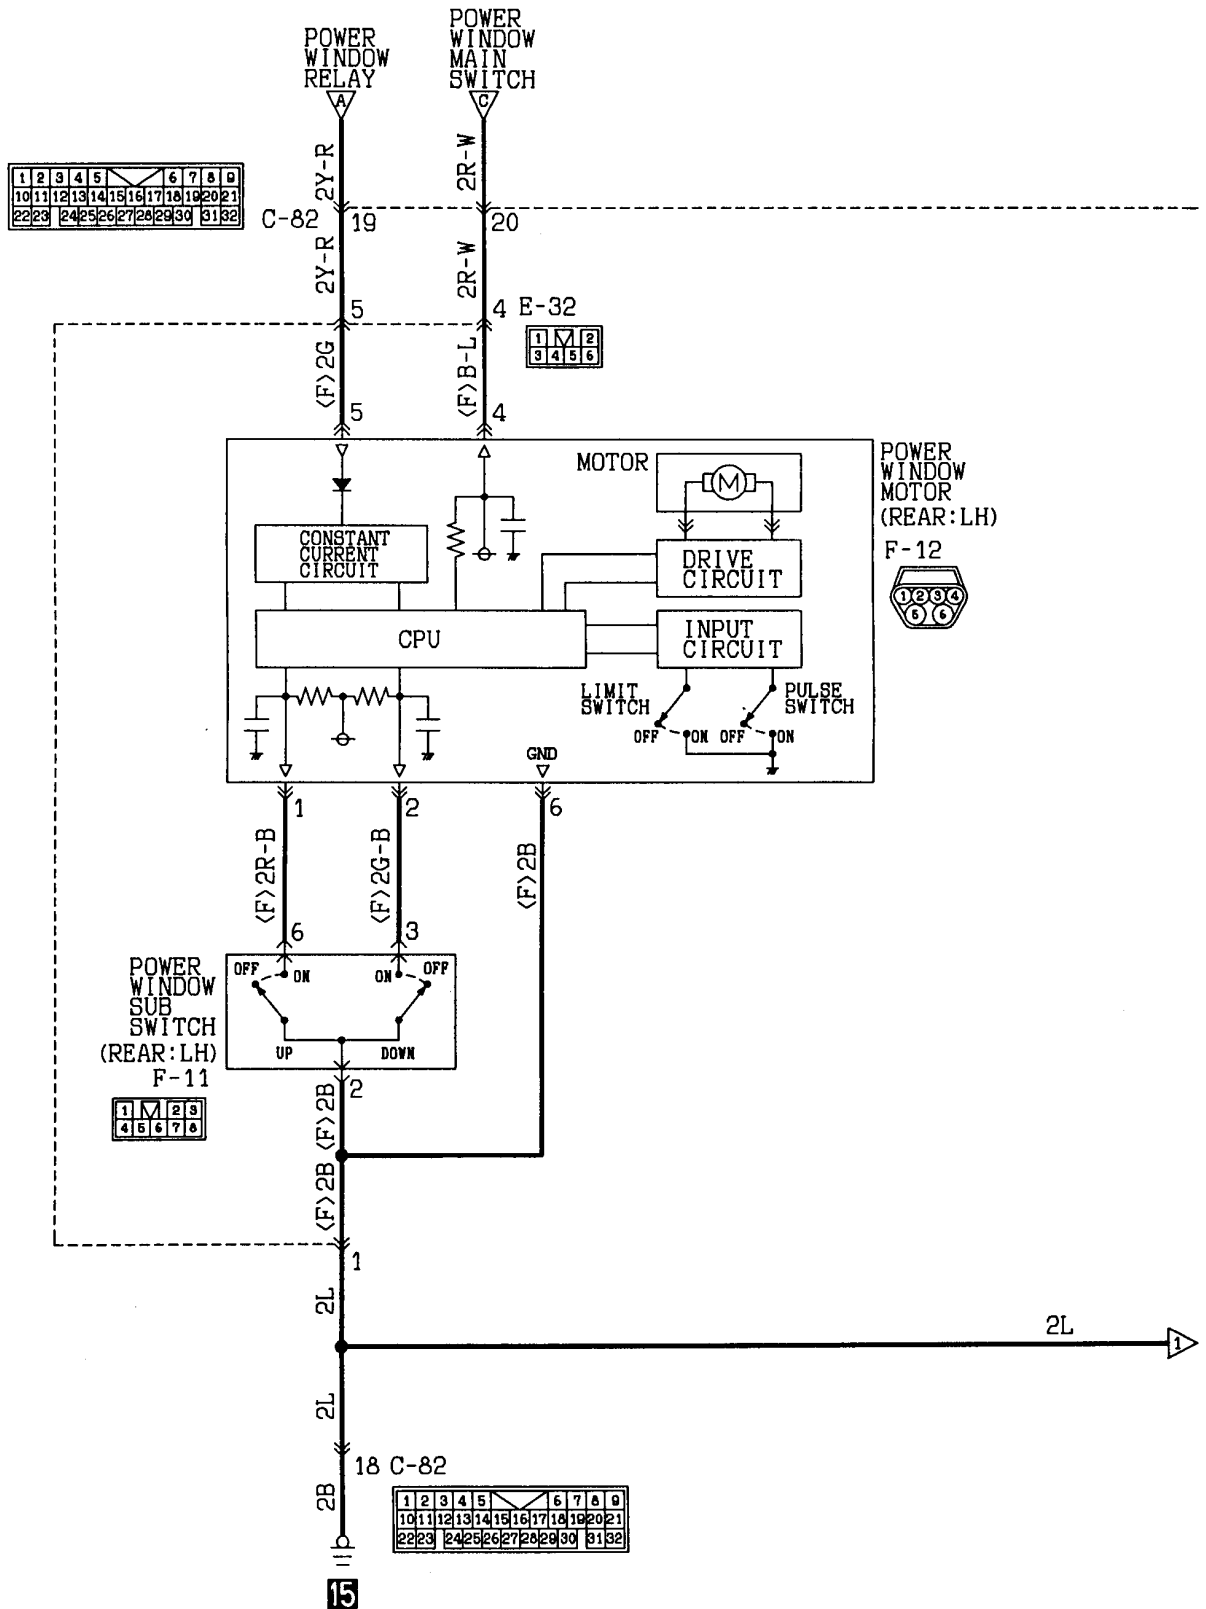 POWER
WINDOW
RELAY
A
POWER
WINDOW
MAIN
SWITCH
C
2Y-R
2R-W
1 2 3 4 5 6 7 8 9
10 11 12 13 14 15 16 17 18 19 20 21
22 23 24 25 26 27 28 29 30 31 32
C-82
19
20
2Y-R
2R-W
5
4
E-32
1 2
3 4 5 6
<F>2G
<F>B-L
5
4
MOTOR
M
POWER
WINDOW
MOTOR
(REAR:LH)
F-12
1 2 3 4
5 6
CONSTANT
CURRENT
CIRCUIT
DRIVE
CIRCUIT
CPU
INPUT
CIRCUIT
LIMIT
SWITCH
PULSE
SWITCH
OFF ON OFF ON
GND
1
2
6
<F>2R-B
<F>2G-B
<F>2B
6
3
POWER
WINDOW
SUB
SWITCH
(REAR:LH)
F-11
OFF ON ON OFF
UP DOWN
1 2 3
4 5 6 7 8
2
<F>2B
<F>2B
1
2L
2L
1
2L
18 C-82
2B
1 2 3 4 5 6 7 8 9
10 11 12 13 14 15 16 17 18 19 20 21
22 23 24 25 26 27 28 29 30 31 32
15